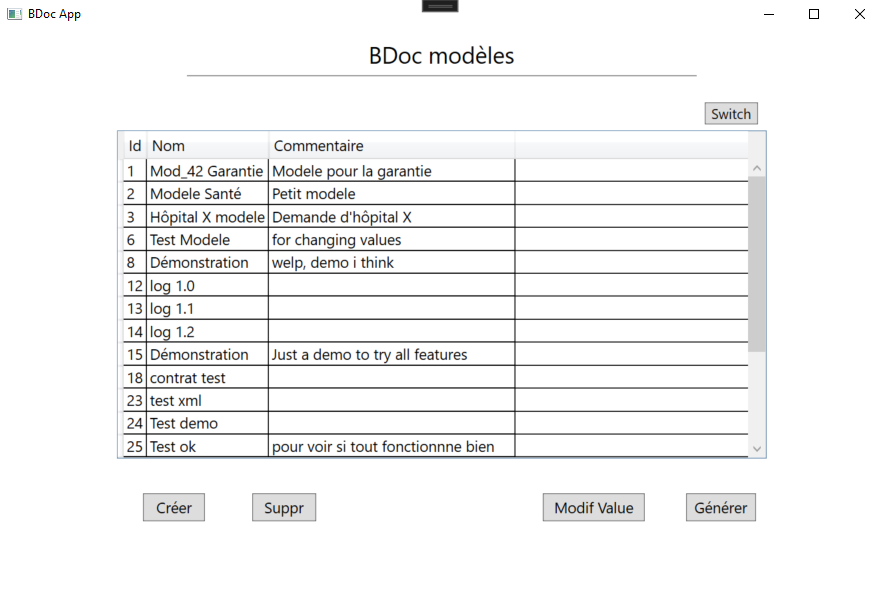 BDoc App
BDoc modèles
Switch
Id Nom Commentaire
1 Mod_42 Garantie Modele pour la garantie
2 Modele Santé Petit modele
3 Hôpital X modele Demande d'hôpital X
6 Test Modele for changing values
8 Démonstration welp, demo i think
12 log 1.0
13 log 1.1
14 log 1.2
15 Démonstration Just a demo to try all features
18 contrat test
23 test xml
24 Test demo
25 Test ok pour voir si tout fonctionnne bien
Créer Suppr Modif Value Générer